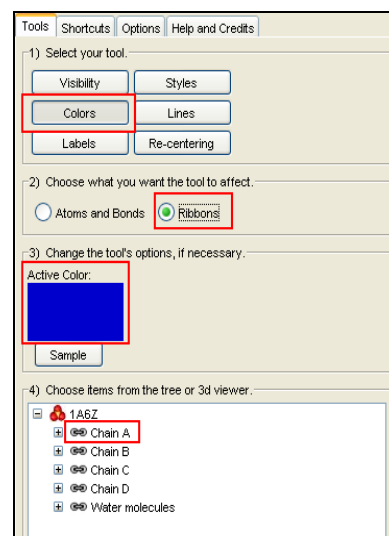 Tools Shortcuts Options Help and Credits
1) Select your tool.
Visibility Styles
Colors Lines
Labels Re-centering
2) Choose what you want the tool to affect.
Atoms and Bonds Ribbons
3) Change the tool's options, if necessary.
Active Color:
Sample
4) Choose items from the tree or 3d viewer.
1A6Z
Chain A
Chain B
Chain C
Chain D
Water molecules